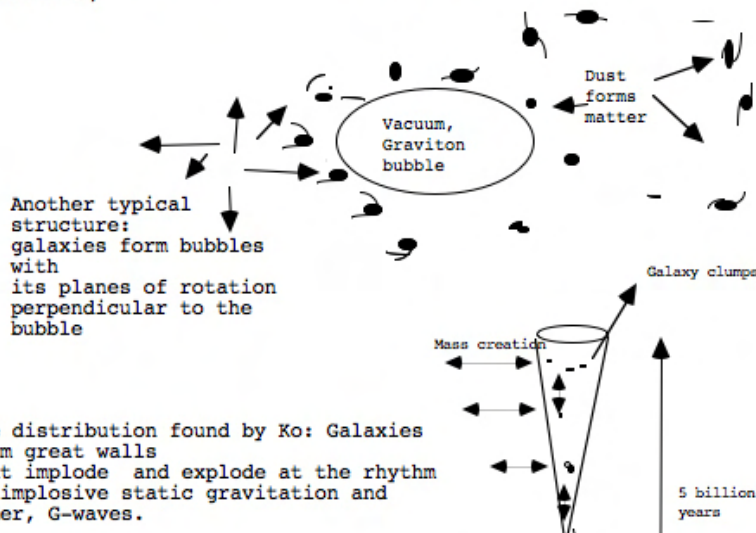 Dust
forms
matter
Vacuum,
Graviton
bubble
Another typical
structure:
galaxies form bubbles
with
its planes of rotation
perpendicular to the
bubble
Galaxy clumps
Mass creation
distribution found by Ko: Galaxies
great walls
implode and explode at the rhythm
implosive static gravitation and
G-waves.
5 billion
years